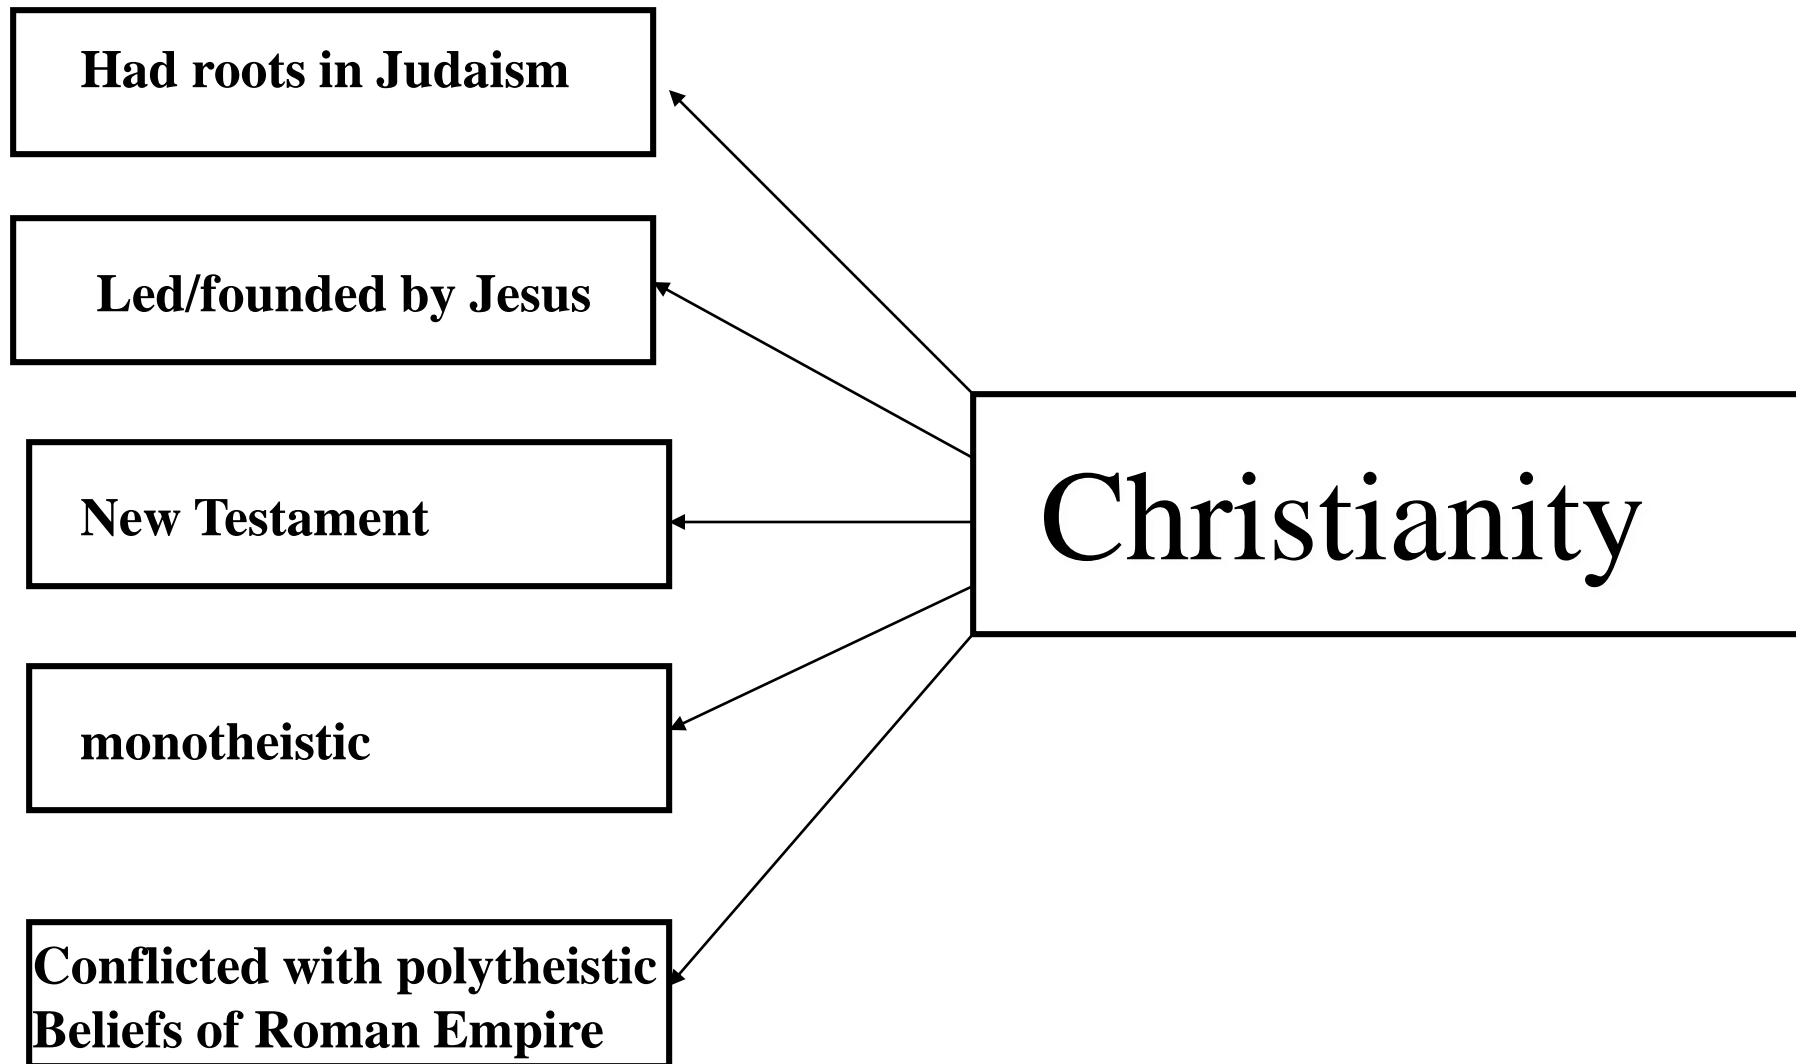 Had roots in Judaism
Led/founded by Jesus
New Testament
monotheistic
Conflicted with polytheistic
Beliefs of Roman Empire
Christianity